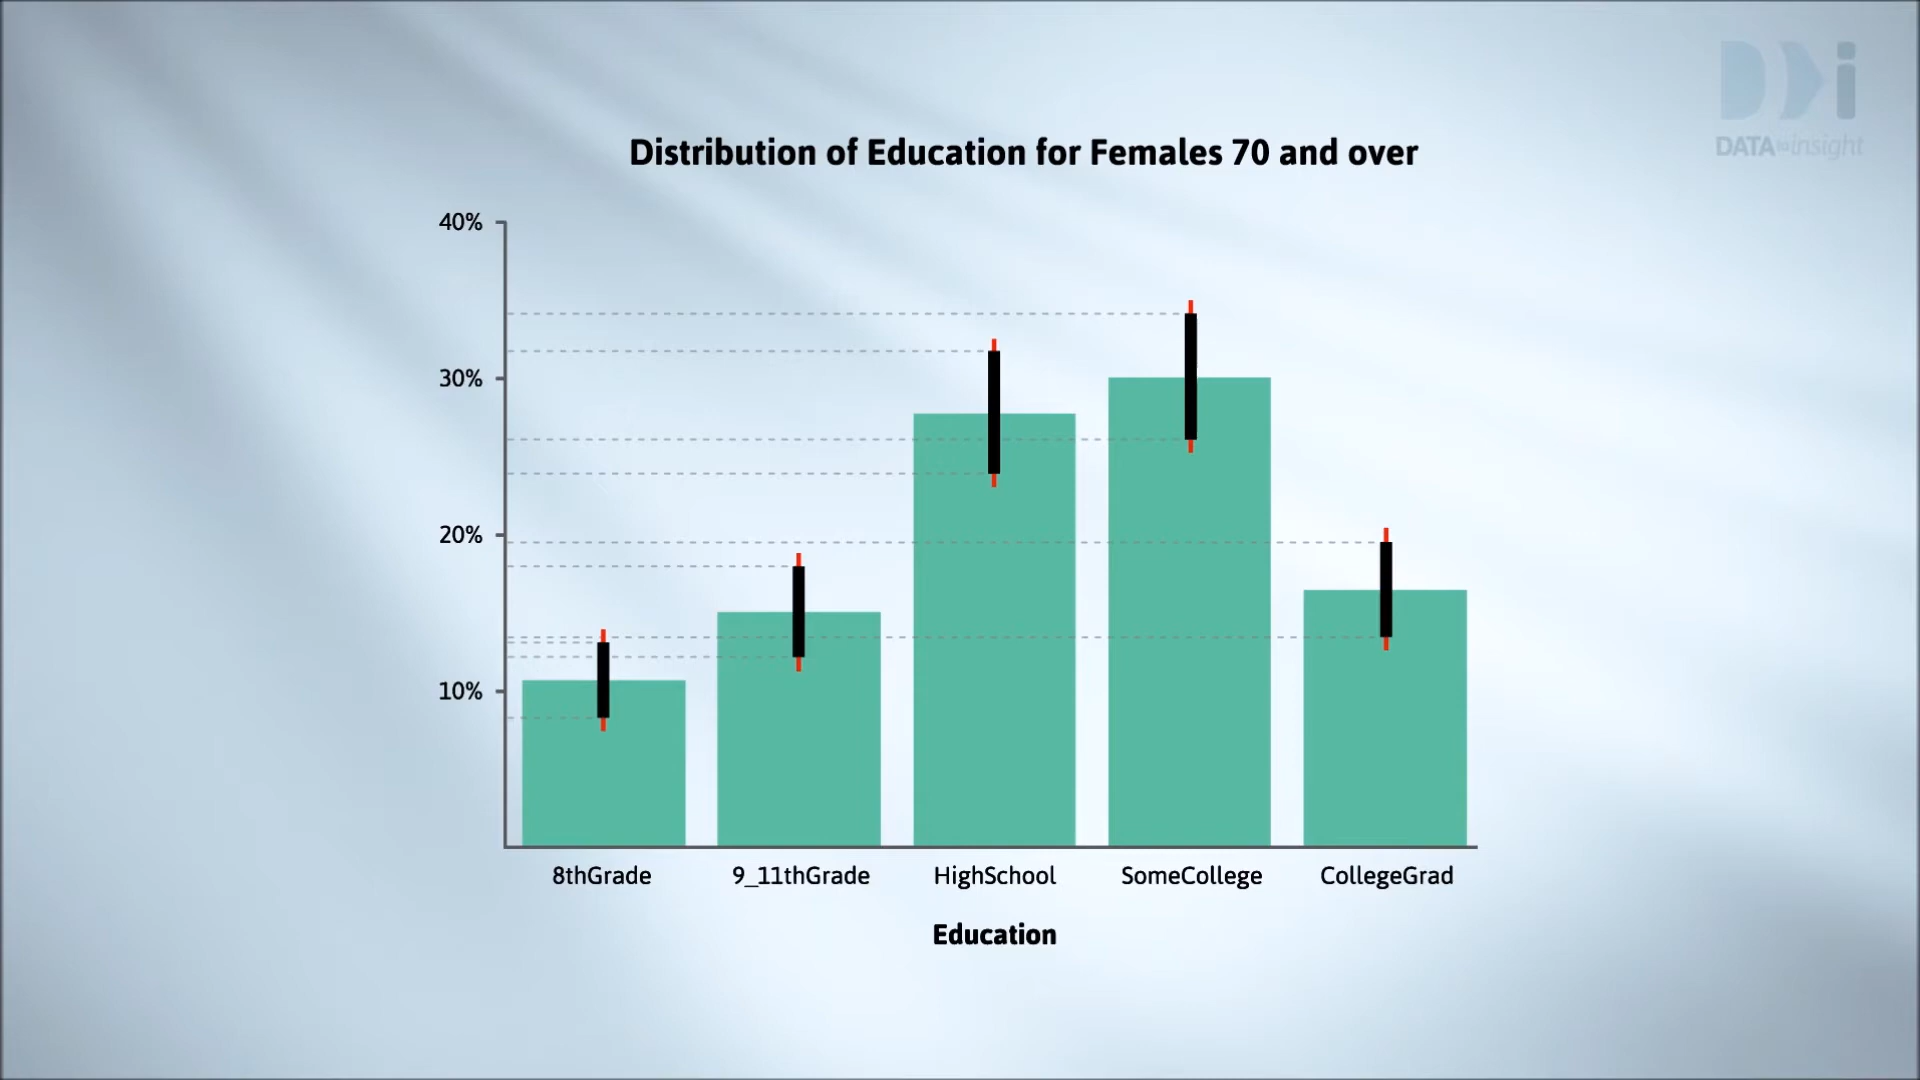 DATA to insight
Distribution of Education for Females 70 and over
40%
30%
20%
10%
8thGrade 9_11thGrade HighSchool SomeCollege CollegeGrad
Education